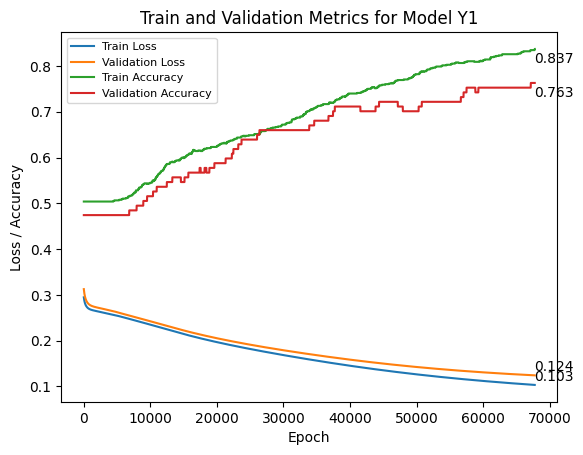 Train and Validation Metrics for Model Y1
Train Loss
Validation Loss
Train Accuracy
Validation Accuracy
0.837
0.763
0.124
0.103
Loss / Accuracy
0.8
0.7
0.6
0.5
0.4
0.3
0.2
0.1
0 10000 20000 30000 40000 50000 60000 70000
Epoch